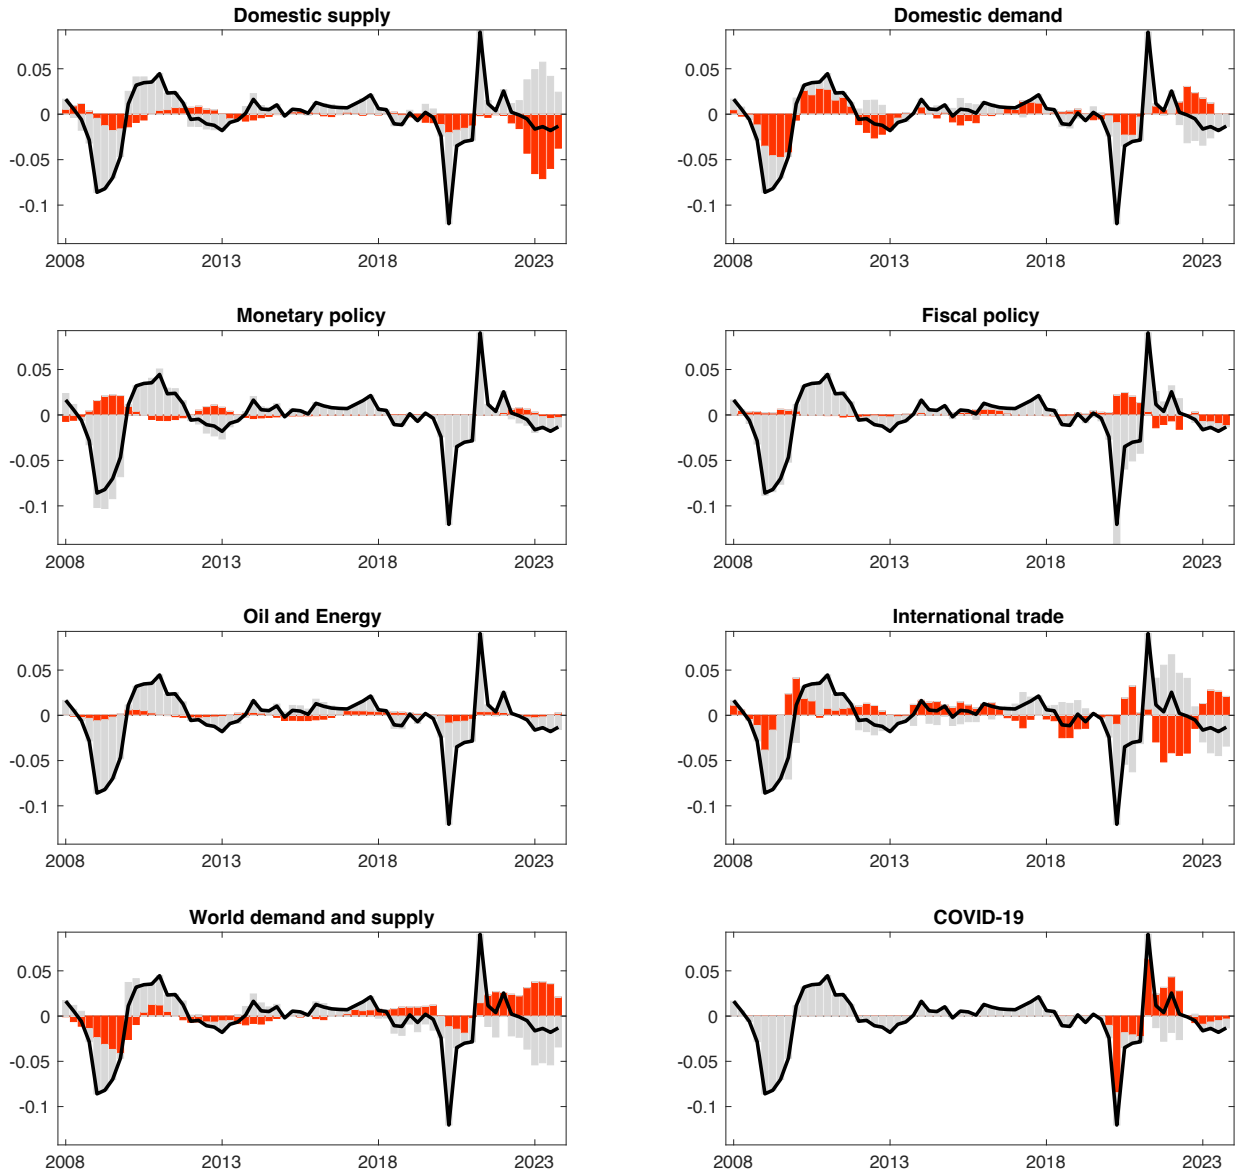 Domestic supply
0.05
0
-0.05
-0.1
2008 2013 2018 2023
Domestic demand
0.05
0
-0.05
-0.1
2008 2013 2018 2023
Monetary policy
0.05
0
-0.05
-0.1
2008 2013 2018 2023
Fiscal policy
0.05
0
-0.05
-0.1
2008 2013 2018 2023
Oil and Energy
0.05
0
-0.05
-0.1
2008 2013 2018 2023
International trade
0.05
0
-0.05
-0.1
2008 2013 2018 2023
World demand and supply
0.05
0
-0.05
-0.1
2008 2013 2018 2023
COVID-19
0.05
0
-0.05
-0.1
2008 2013 2018 2023